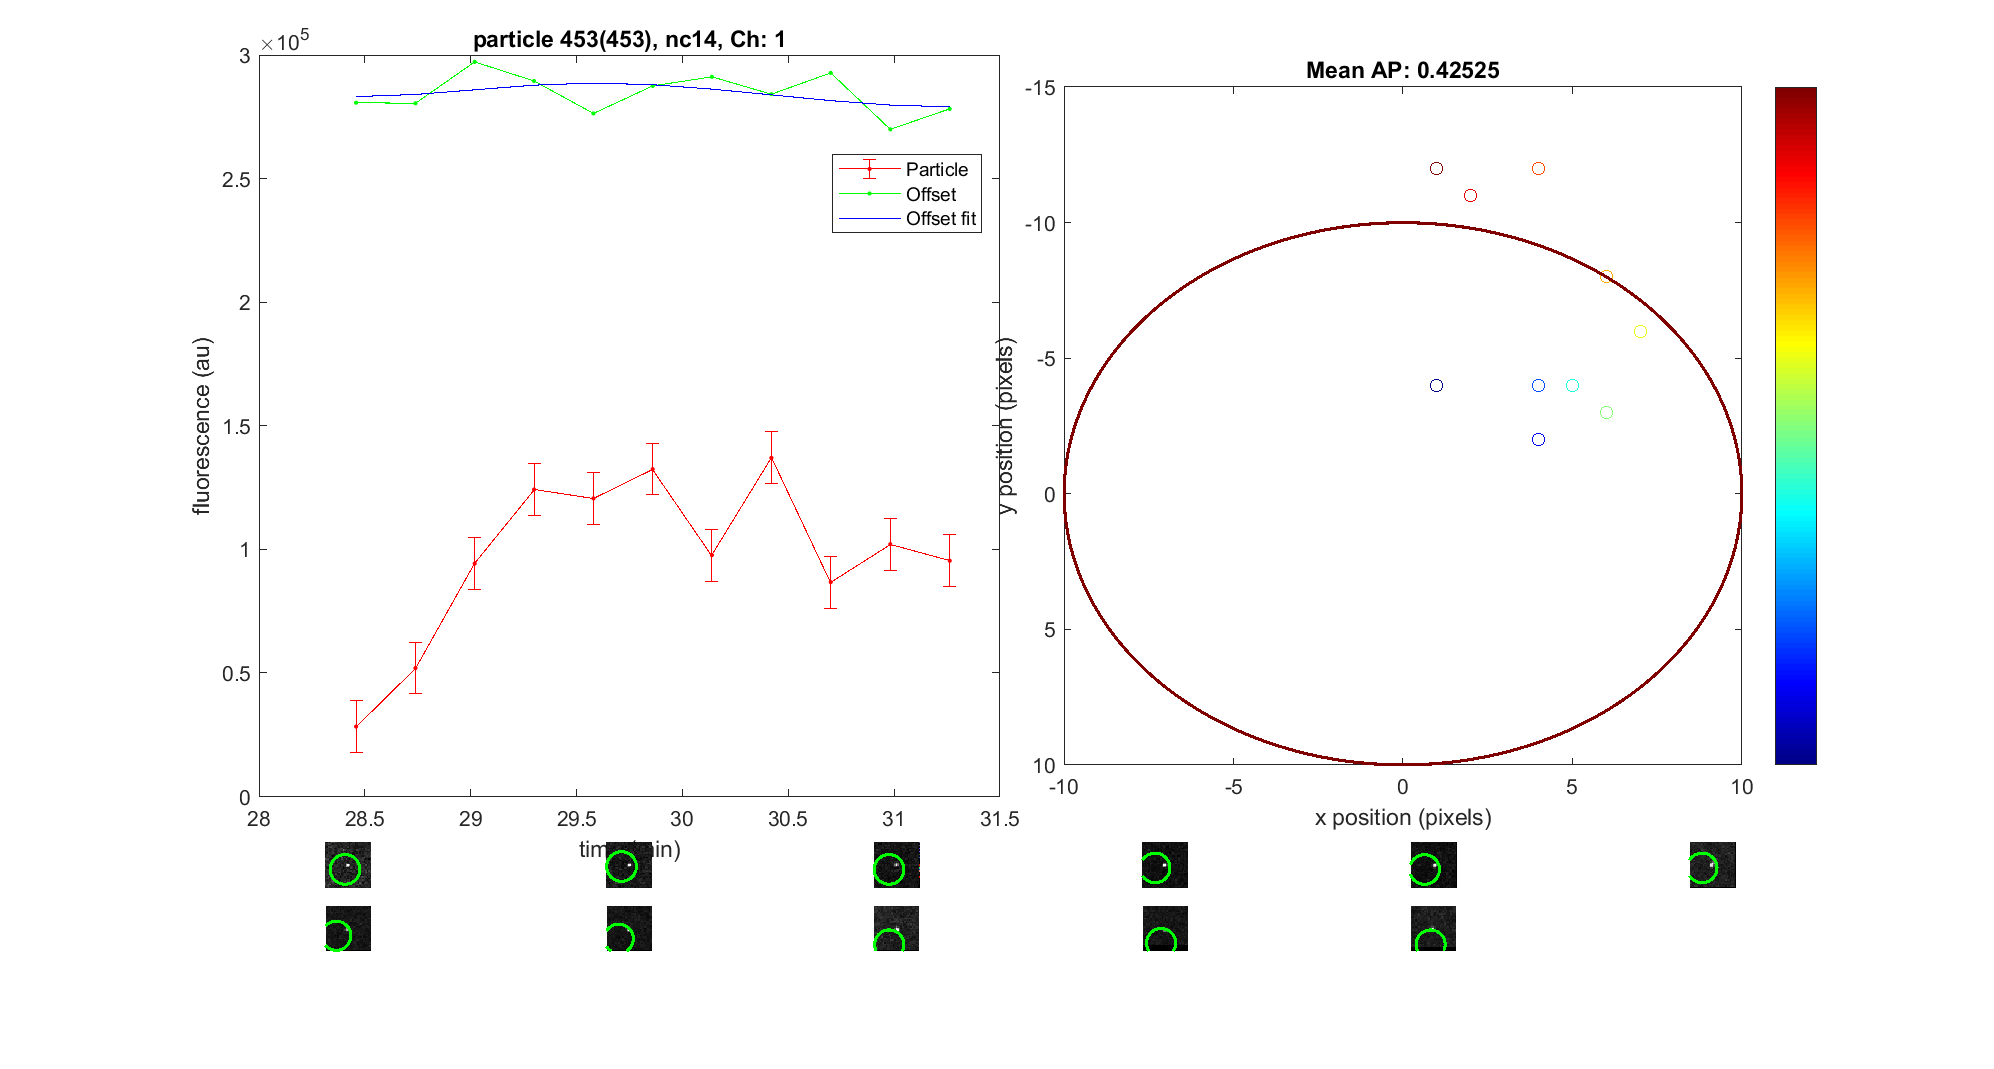 particle 453(453), nc14, Ch: 1
×10^5
3
2.5
2
1.5
1
0.5
0
fluorescence (au)
28 28.5 29 29.5 30 30.5 31 31.5
Particle
Offset
Offset fit
Mean AP: 0.42525
-15
-10
-5
0
5
10
y position (pixels)
-10 -5 0 5 10
x position (pixels)